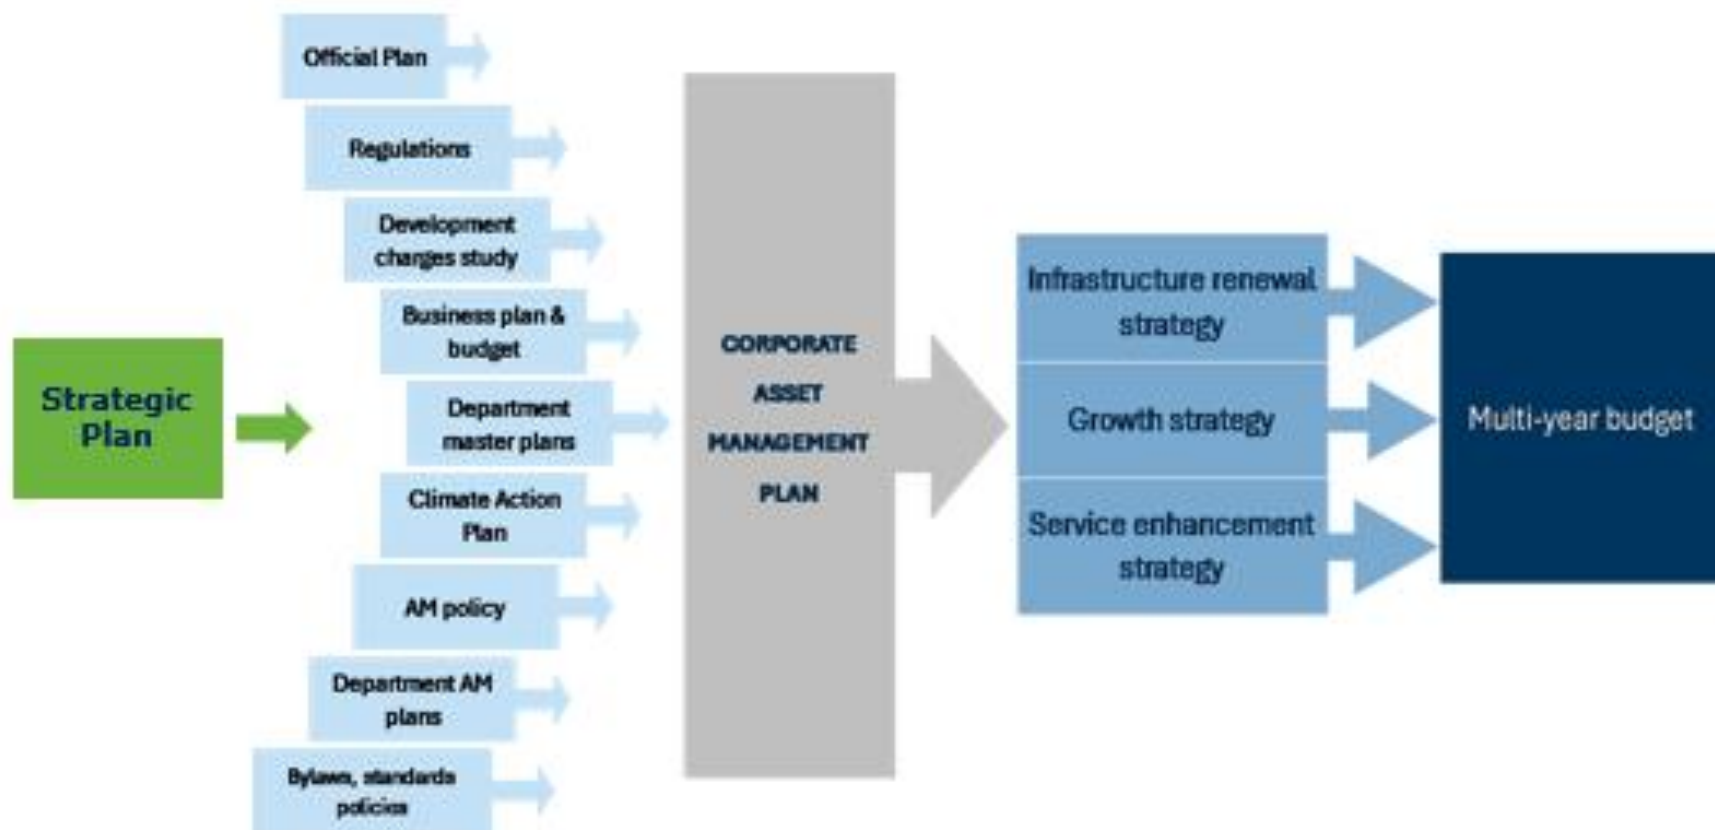 Official Plan
Regulations
Development
charges study
Business plan &
budget
Department
master plans
Climate Action
Plan
AM policy
Department AM
plans
Bylaws, standards
policies
Strategic
Plan
CORPORATE
ASSET
MANAGEMENT
PLAN
Infrastructure renewal
strategy
Growth strategy
Service enhancement
strategy
Multi-year budget